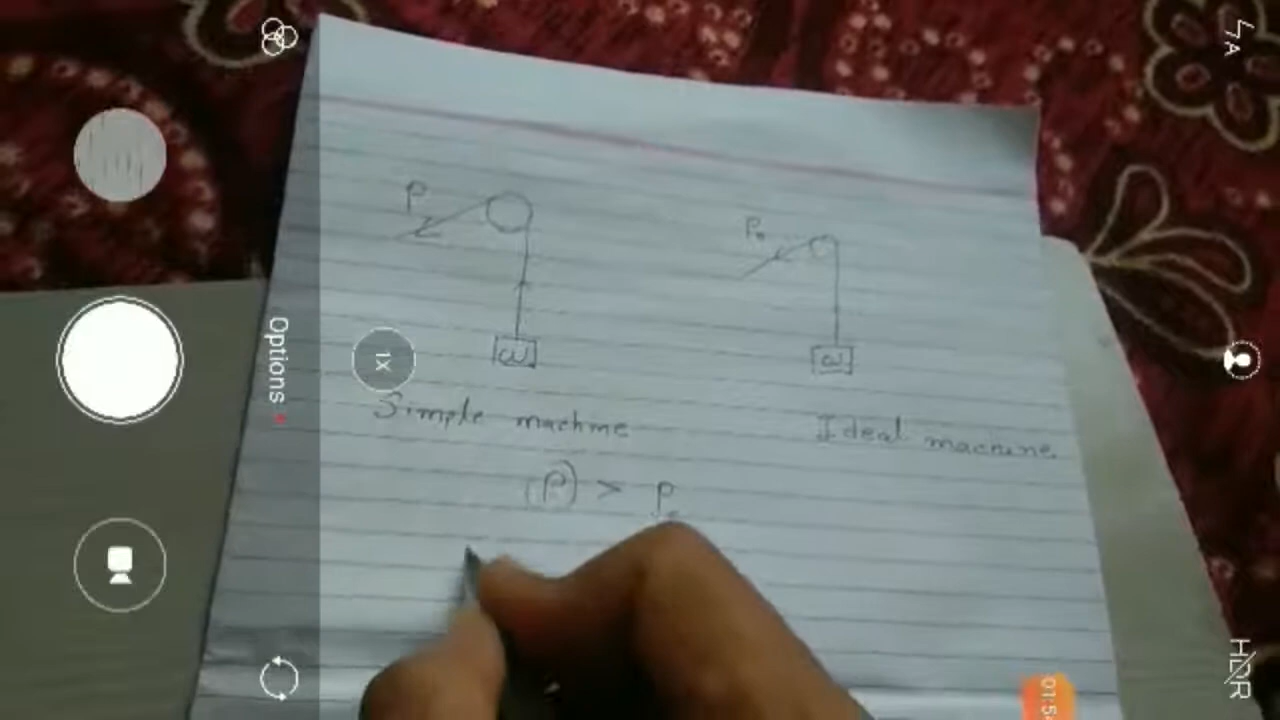 P
P₀
ω
ω
Simple machine
Ideal machine
(P) > P₀
Options
1x
A
HDR